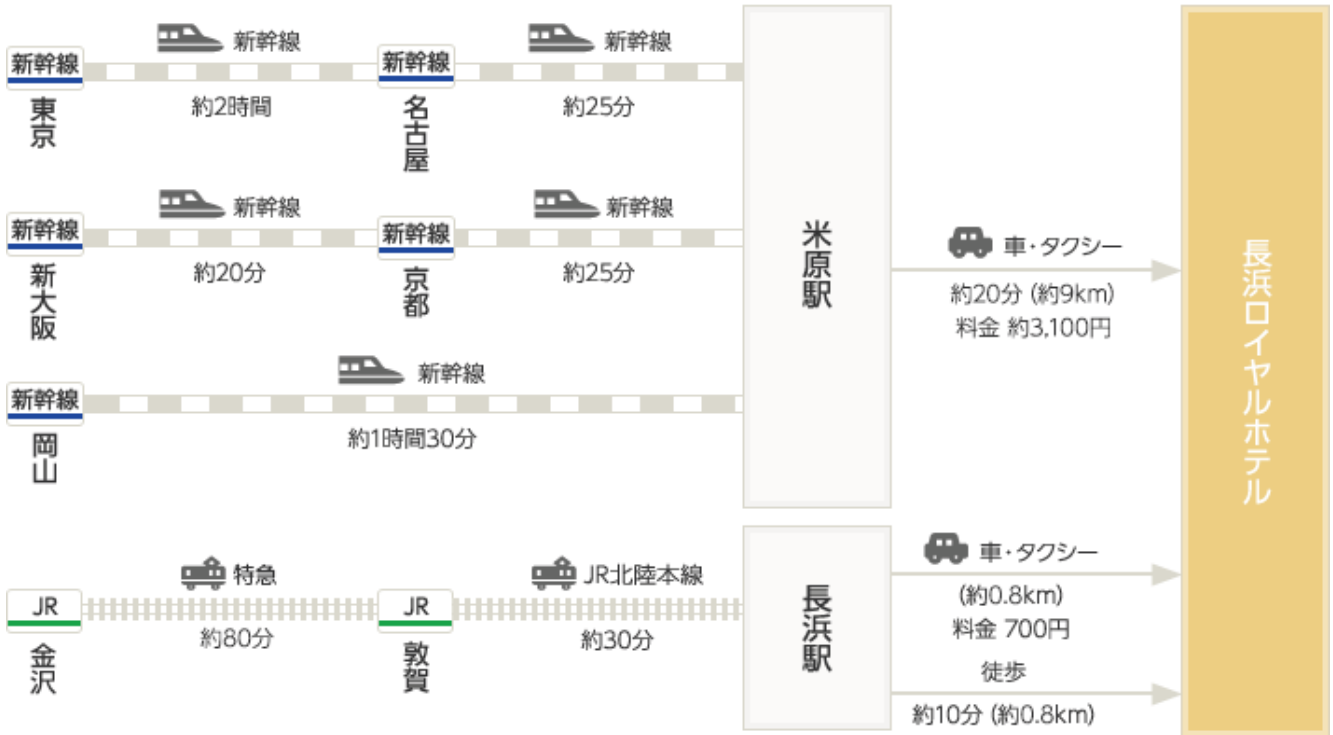 新幹線
新幹線
新幹線
新幹線
東京
約2時間
名古屋
約25分
新幹線
新幹線
新幹線
新幹線
新大阪
約20分
京都
約25分
新幹線
新幹線
岡山
約1時間30分
米原駅
車・タクシー
約20分 (約9km)
料金 約3,100円
特急
JR北陸本線
JR
JR
金沢
約80分
敦賀
約30分
長浜駅
車・タクシー
(約0.8km)
料金 700円
徒歩
約10分 (約0.8km)
長浜ロイヤルホテル